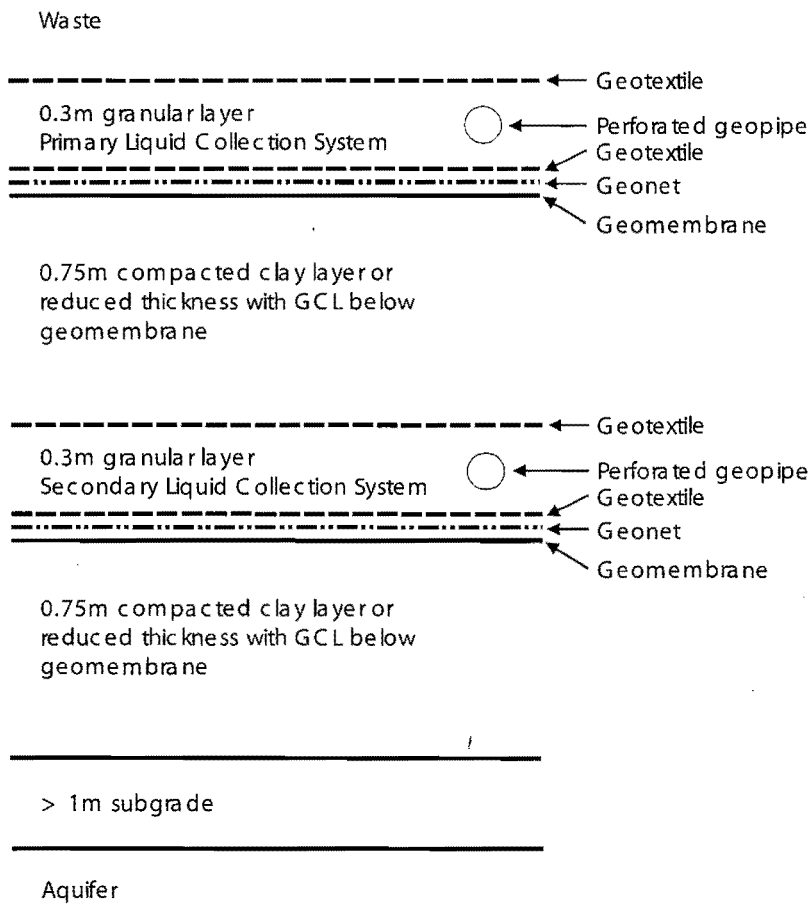 Waste
Geotextile
0.3m granular layer
Primary Liquid Collection System
Perforated geopipe
Geotextile
Geonet
Geomembrane
0.75m compacted clay layer or
reduced thickness with GCL below
geomembrane
Geotextile
0.3m granular layer
Secondary Liquid Collection System
Perforated geopipe
Geotextile
Geonet
Geomembrane
0.75m compacted clay layer or
reduced thickness with GCL below
geomembrane
> 1m subgrade
Aquifer